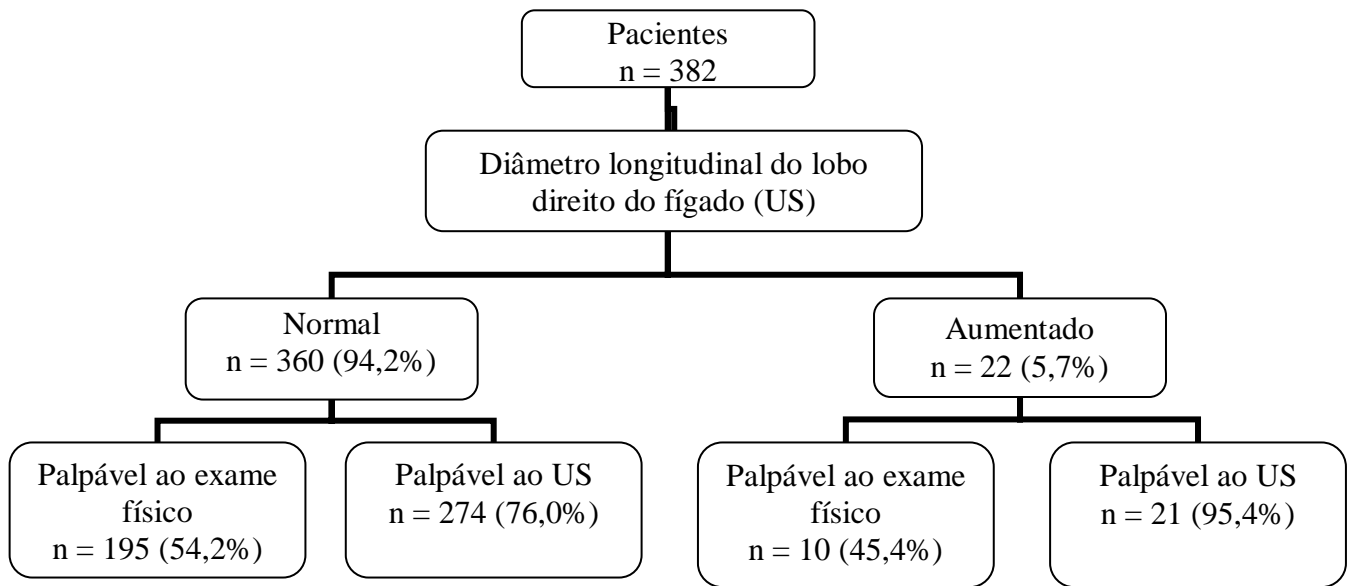 Pacientes
n = 382
Diâmetro longitudinal do lobo
direito do fígado (US)
Normal
n = 360 (94,2%)
Aumentado
n = 22 (5,7%)
Palpável ao exame
físico
n = 195 (54,2%)
Palpável ao US
n = 274 (76,0%)
Palpável ao exame
físico
n = 10 (45,4%)
Palpável ao US
n = 21 (95,4%)